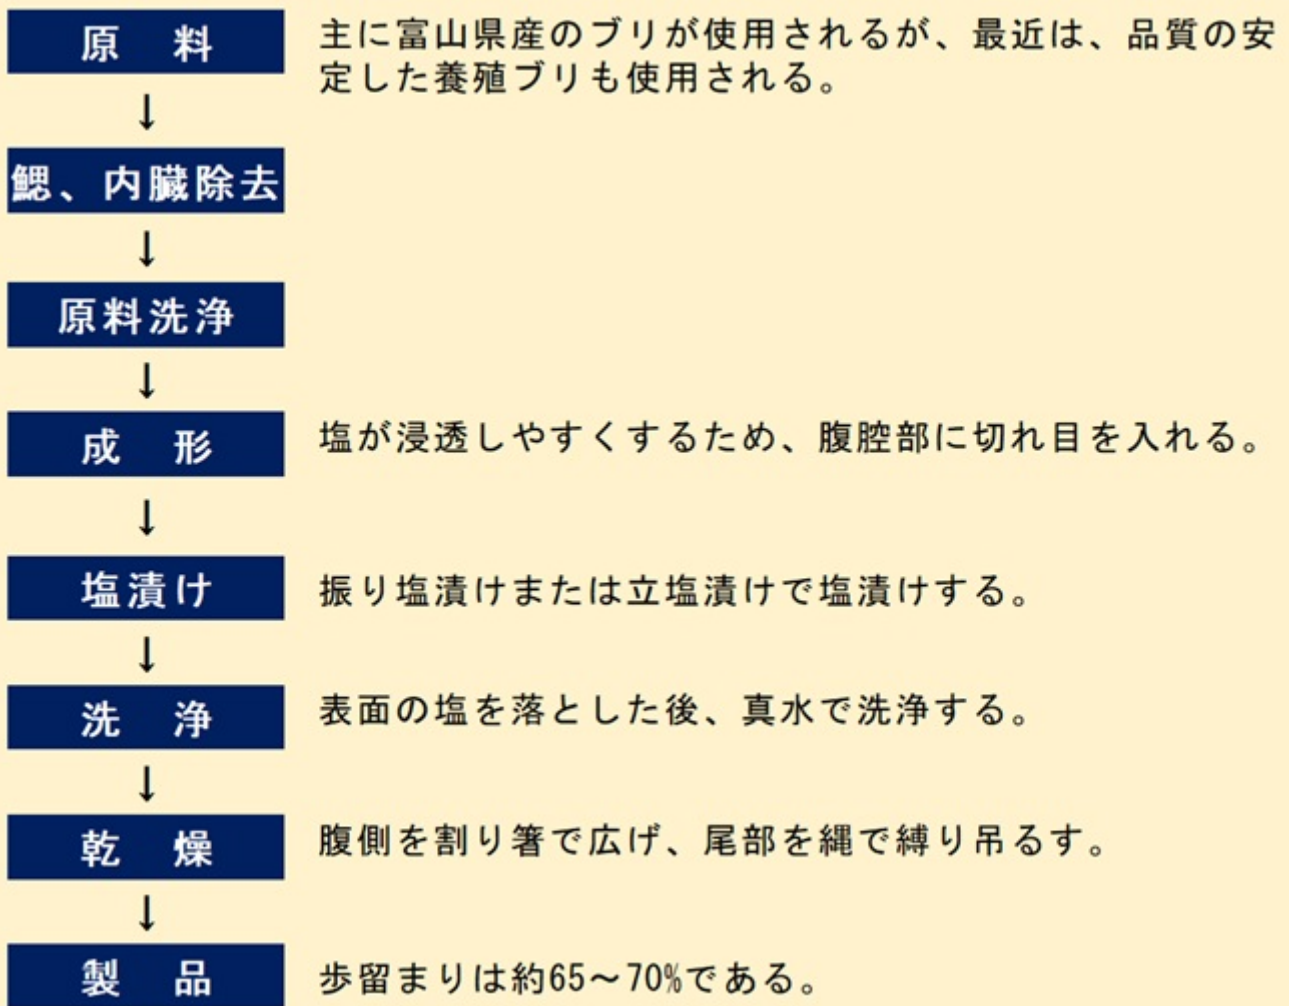 原　料
主に富山県産のブリが使用されるが、最近は、品質の安
定した養殖ブリも使用される。
↓
鰓、内臓除去
↓
原料洗浄
↓
成　形
塩が浸透しやすくするため、腹腔部に切れ目を入れる。
↓
塩漬け
振り塩漬けまたは立塩漬けで塩漬けする。
↓
洗　浄
表面の塩を落とした後、真水で洗浄する。
↓
乾　燥
腹側を割り箸で広げ、尾部を縄で縛り吊るす。
↓
製　品
歩留まりは約65～70%である。